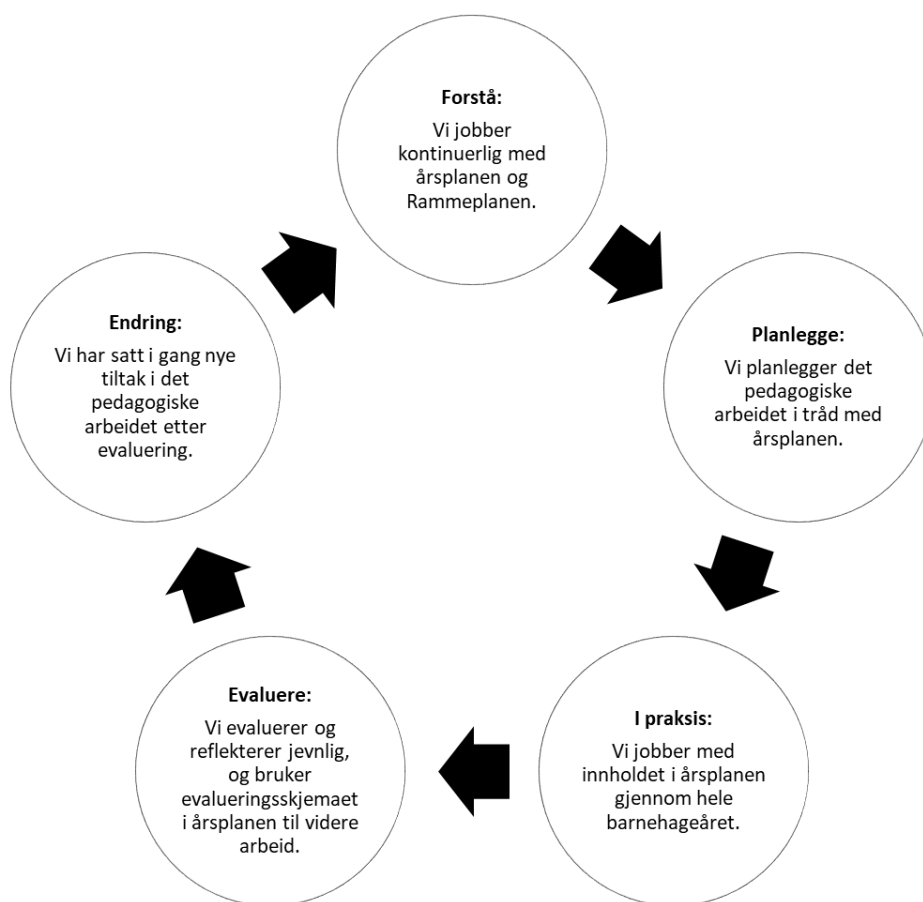 Forstå:
Vi jobber
kontinuerlig med
årsplanen og
Rammeplanen.
Planlegge:
Vi planlegger det
pedagogiske
arbeidet i tråd med
årsplanen.
I praksis:
Vi jobber med
innholdet i årsplanen
gjennom hele
barnehageåret.
Evaluere:
Vi evaluerer og
reflekterer jevnlig,
og bruker
evalueringsskjemaet
i årsplanen til videre
arbeid.
Endring:
Vi har satt i gang nye
tiltak i det
pedagogiske
arbeidet etter
evaluering.